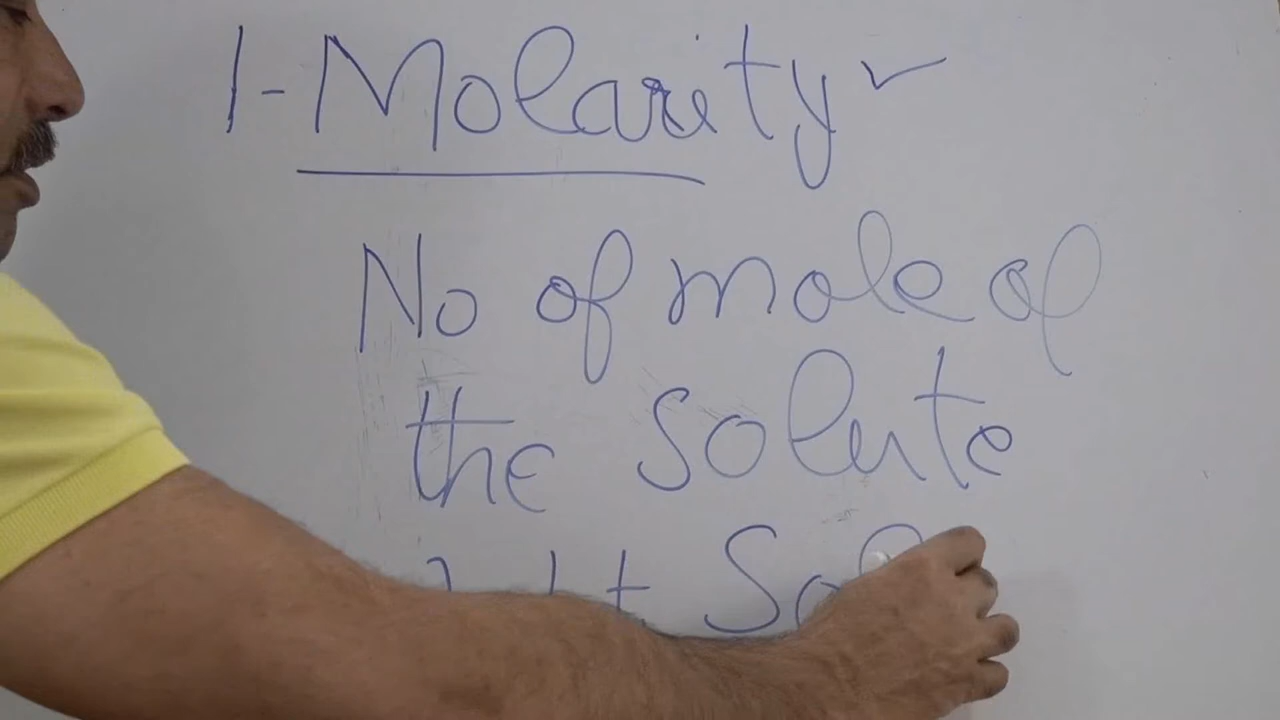 1- Molarity ✓
No of mole of
the Solute